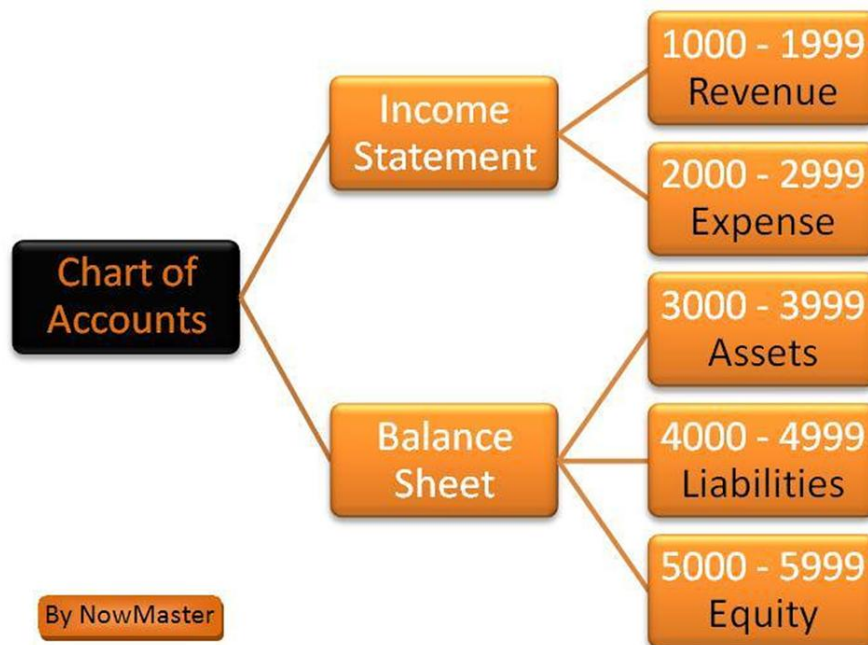 Chart of
Accounts
Income
Statement
1000 - 1999
Revenue
2000 - 2999
Expense
Balance
Sheet
3000 - 3999
Assets
4000 - 4999
Liabilities
5000 - 5999
Equity
By NowMaster